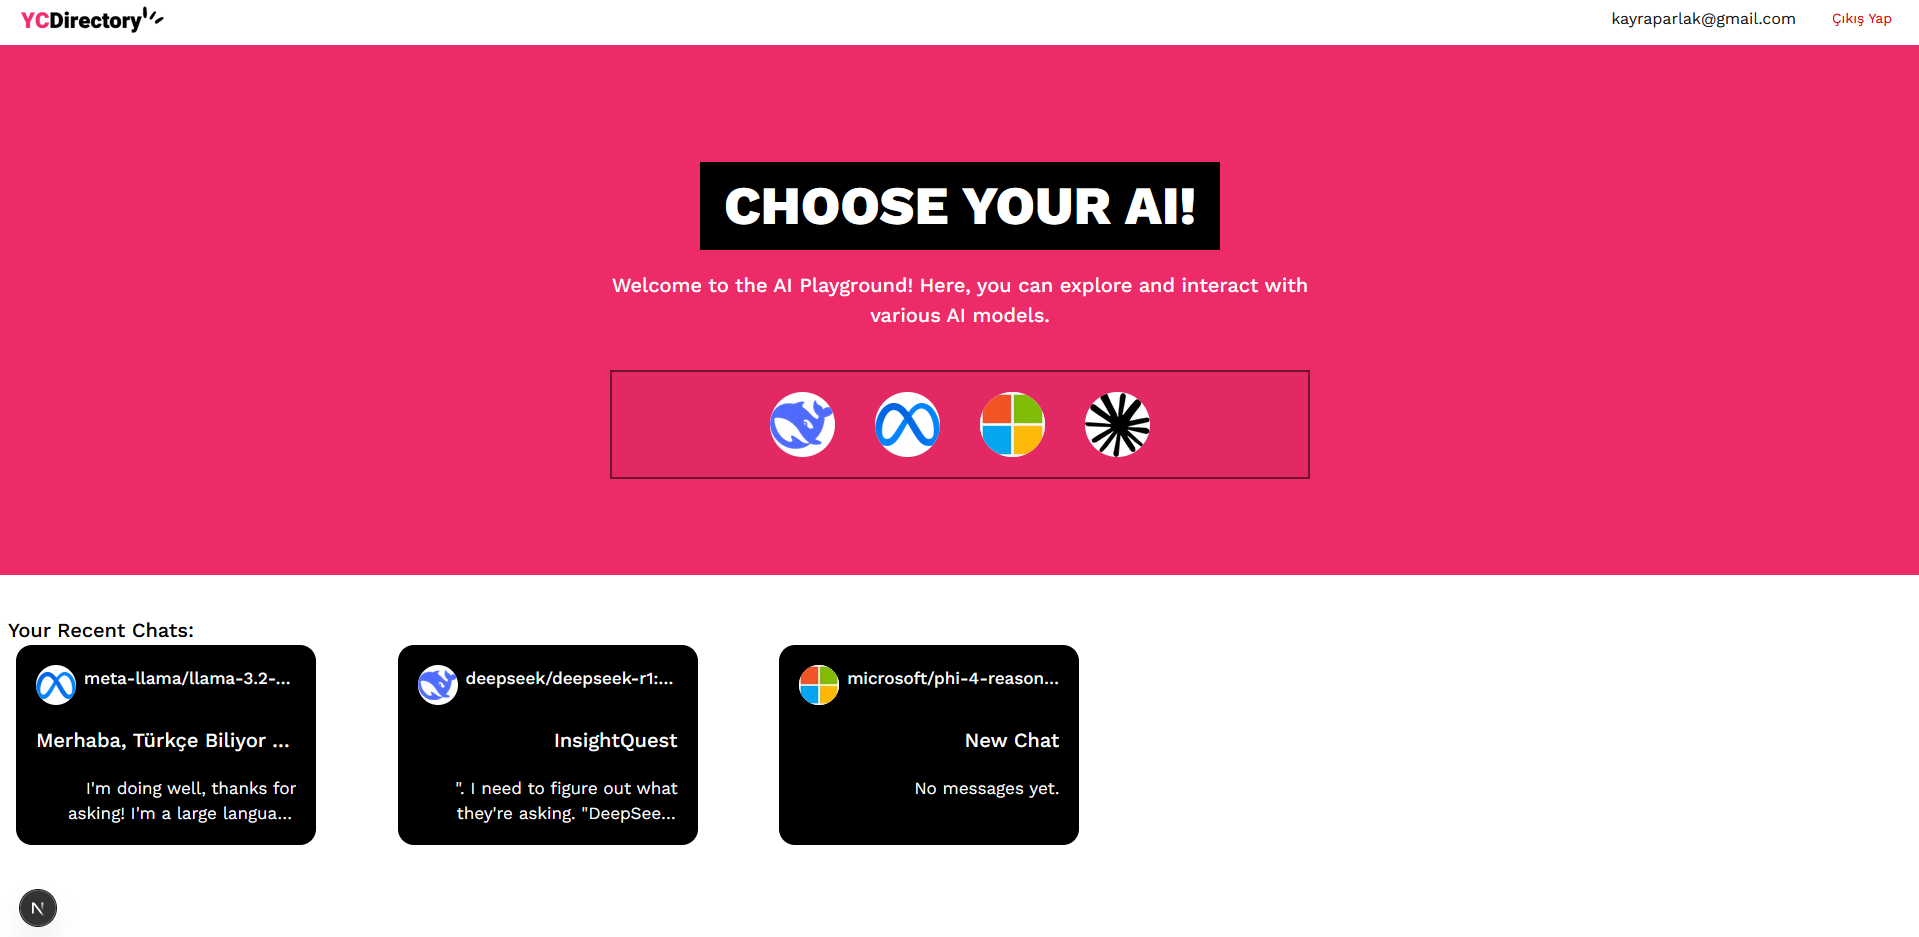 YCDirectory
kayraparlak@gmail.com
Çıkış Yap
CHOOSE YOUR AI!
Welcome to the AI Playground! Here, you can explore and interact with
various AI models.
Your Recent Chats:
meta-llama/llama-3.2-...
Merhaba, Türkçe Biliyor ...
I'm doing well, thanks for
asking! I'm a large langua...
deepseek/deepseek-r1:...
InsightQuest
". I need to figure out what
they're asking. "DeepSee...
microsoft/phi-4-reason...
New Chat
No messages yet.
N